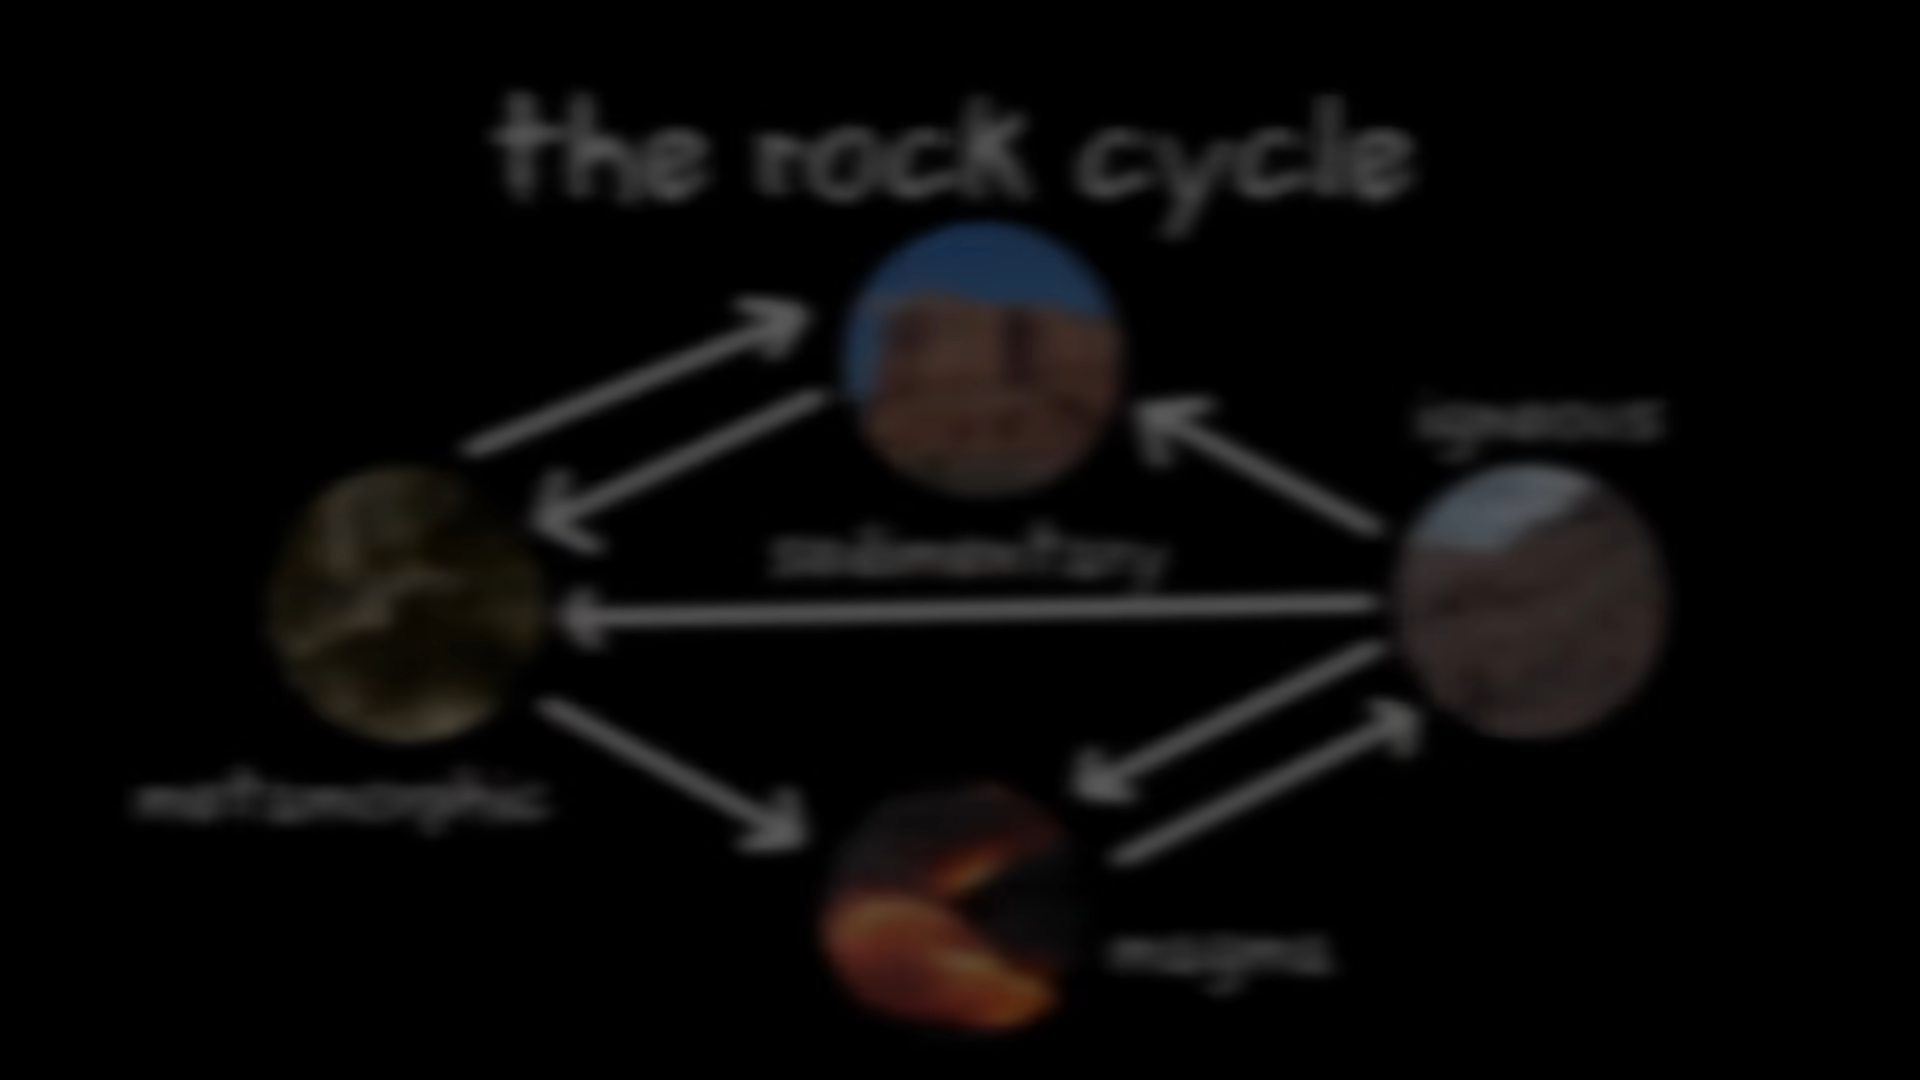 the rock cycle
igneous
sedimentary
metamorphic
magma